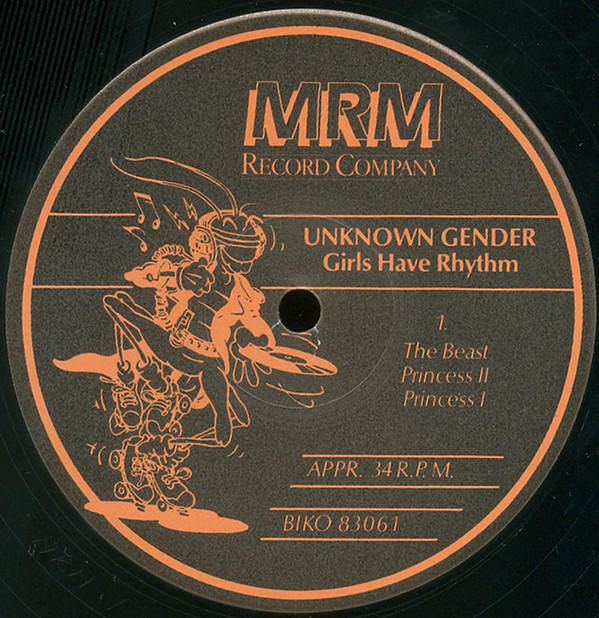 MRM
RECORD COMPANY
UNKNOWN GENDER
Girls Have Rhythm
1.
The Beast
Princess II
Princess I
APPR. 34 R.P.M.
BIKO 83061